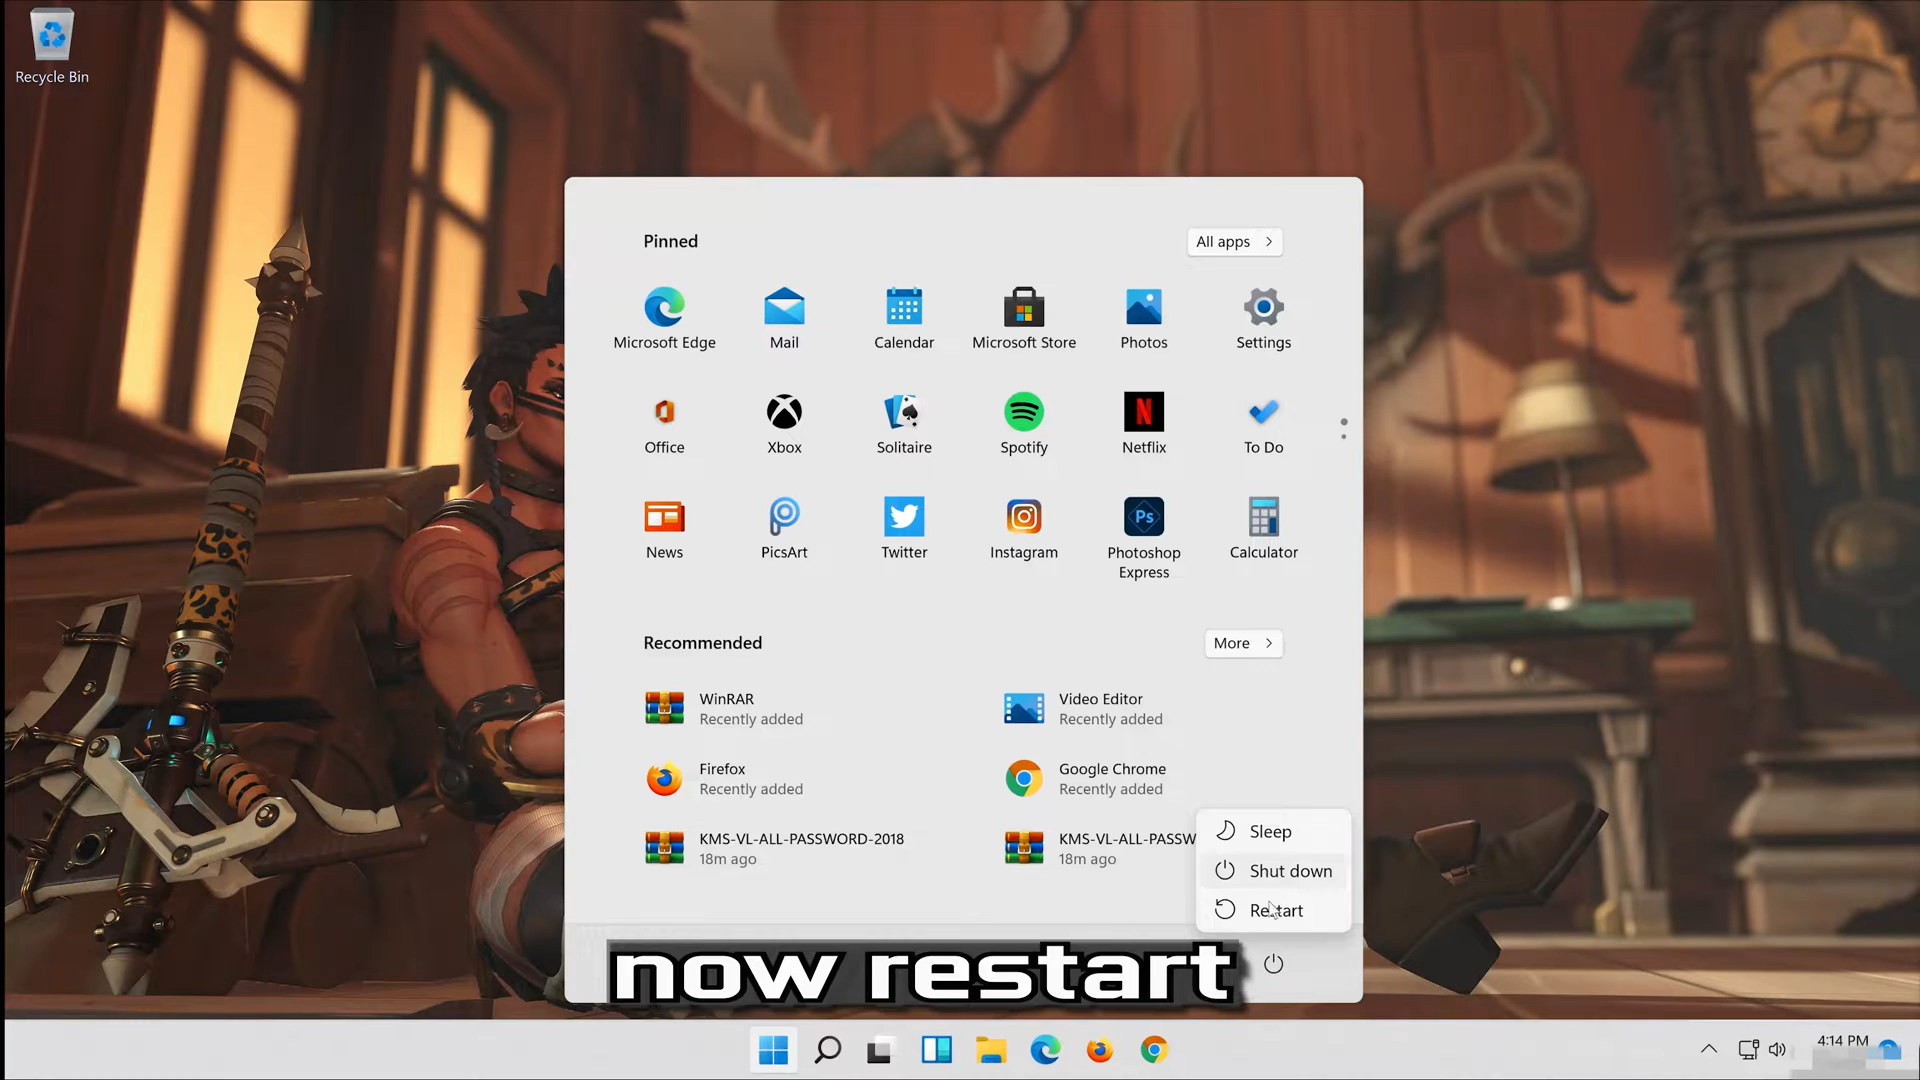 Recycle Bin
Pinned
All apps
Microsoft Edge
Mail
Calendar
Microsoft Store
Photos
Settings
Office
Xbox
Solitaire
Spotify
Netflix
To Do
News
PicsArt
Twitter
Instagram
Ps
Photoshop
Express
Calculator
Recommended
More
WinRAR
Recently added
Video Editor
Recently added
Firefox
Recently added
Google Chrome
Recently added
KMS-VL-ALL-PASSWORD-2018
18m ago
KMS-VL-ALL-PASSW
18m ago
Sleep
Shut down
Restart
now restart
4:14 PM